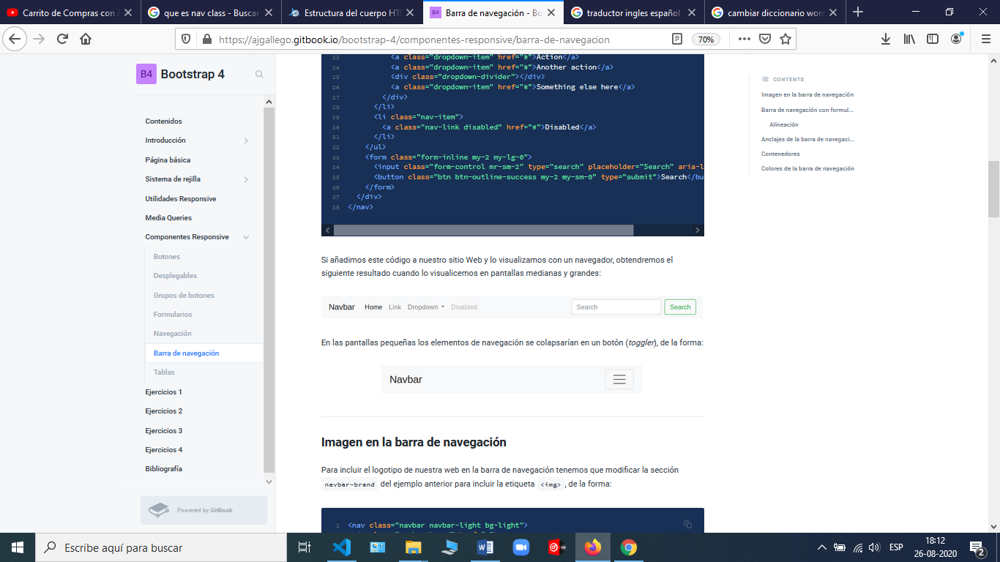 Carrito de Compras con J
que es nav class - Buscar
Estructura del cuerpo HT
Barra de navegación - Bo
traductor ingles español
cambiar diccionario word
https://ajgallego.gitbook.io/bootstrap-4/componentes-responsive/barra-de-navegacion
70%
B4 Bootstrap 4
Contenidos
Introducción
Página básica
Sistema de rejilla
Utilidades Responsive
Media Queries
Componentes Responsive
Botones
Desplegables
Grupos de botones
Formularios
Navegación
Barra de navegación
Tablas
Ejercicios 1
Ejercicios 2
Ejercicios 3
Ejercicios 4
Bibliografía
Powered by GitBook
23 <a class="dropdown-item" href="#">Action</a>
24 <a class="dropdown-item" href="#">Another action</a>
25 <div class="dropdown-divider"></div>
26 <a class="dropdown-item" href="#">Something else here</a>
27 </div>
28 </li>
29 <li class="nav-item">
30 <a class="nav-link disabled" href="#">Disabled</a>
31 </li>
32 </ul>
33 <form class="form-inline my-2 my-lg-0">
34 <input class="form-control mr-sm-2" type="search" placeholder="Search" aria-l
35 <button class="btn btn-outline-success my-2 my-sm-0" type="submit">Search</bu
36 </form>
37 </div>
38 </nav>
Si añadimos este código a nuestro sitio Web y lo visualizamos con un navegador, obtendremos el
siguiente resultado cuando lo visualicemos en pantallas medianas y grandes:
Navbar Home Link Dropdown Disabled Search Search
En las pantallas pequeñas los elementos de navegación se colapsarían en un botón (toggler), de la forma:
Navbar
Imagen en la barra de navegación
Para incluir el logotipo de nuestra web en la barra de navegación tenemos que modificar la sección
navbar-brand del ejemplo anterior para incluir la etiqueta <img> , de la forma:
1 <nav class="navbar navbar-light bg-light">
CONTENTS
Imagen en la barra de navegación
Barra de navegación con formul...
Alineación
Anclajes de la barra de navegaci...
Contenedores
Colores de la barra de navegación
Escribe aquí para buscar
ESP
18:12
26-08-2020
2